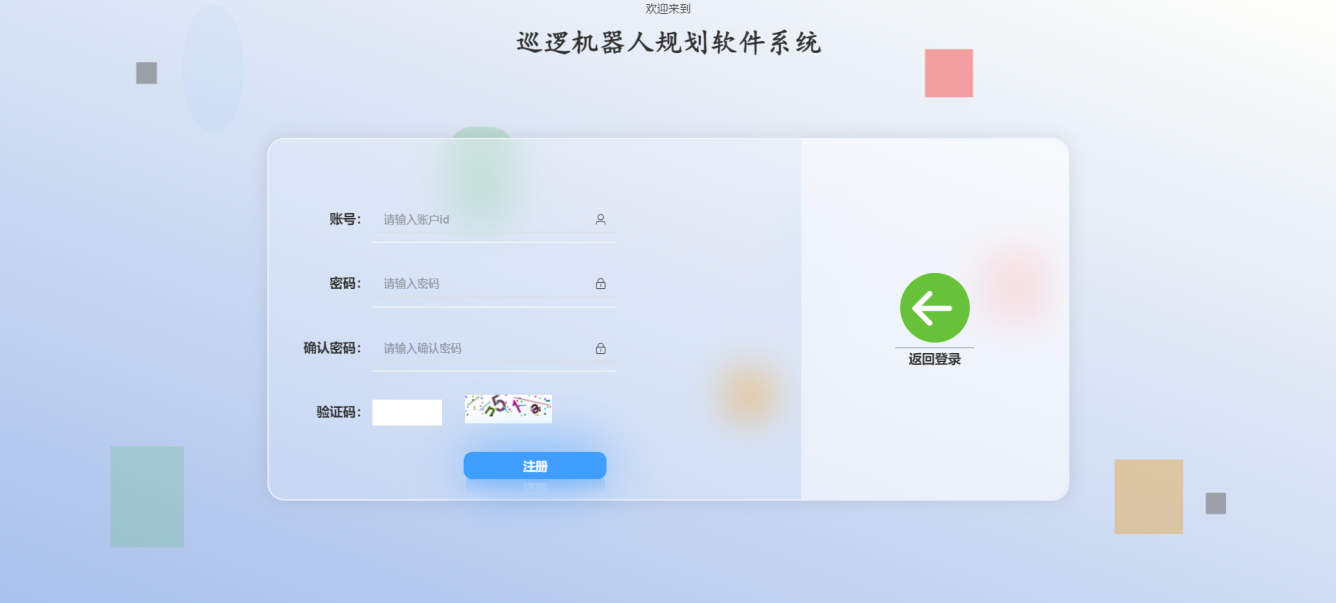 欢迎来到
巡逻机器人规划软件系统
账号：
请输入账户id
密码：
请输入密码
确认密码：
请输入确认密码
验证码：
注册
返回登录